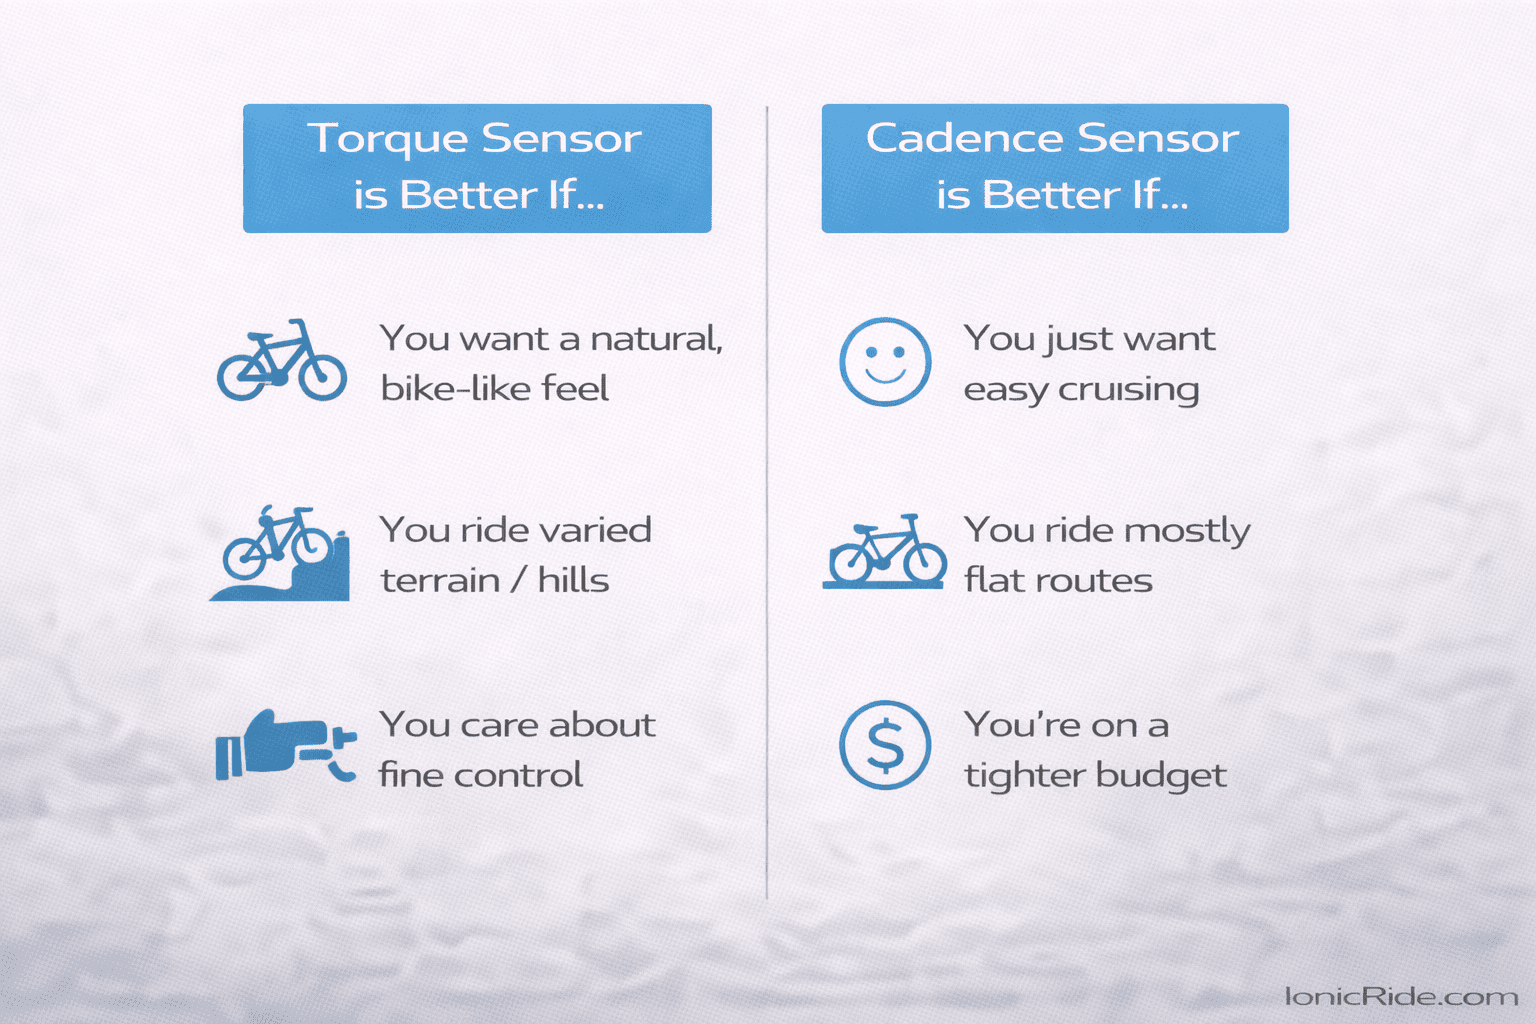 Torque Sensor
is Better If...
You want a natural,
bike-like feel
You ride varied
terrain / hills
You care about
fine control
Cadence Sensor
is Better If...
You just want
easy cruising
You ride mostly
flat routes
$
You're on a
tighter budget
IonicRide.com